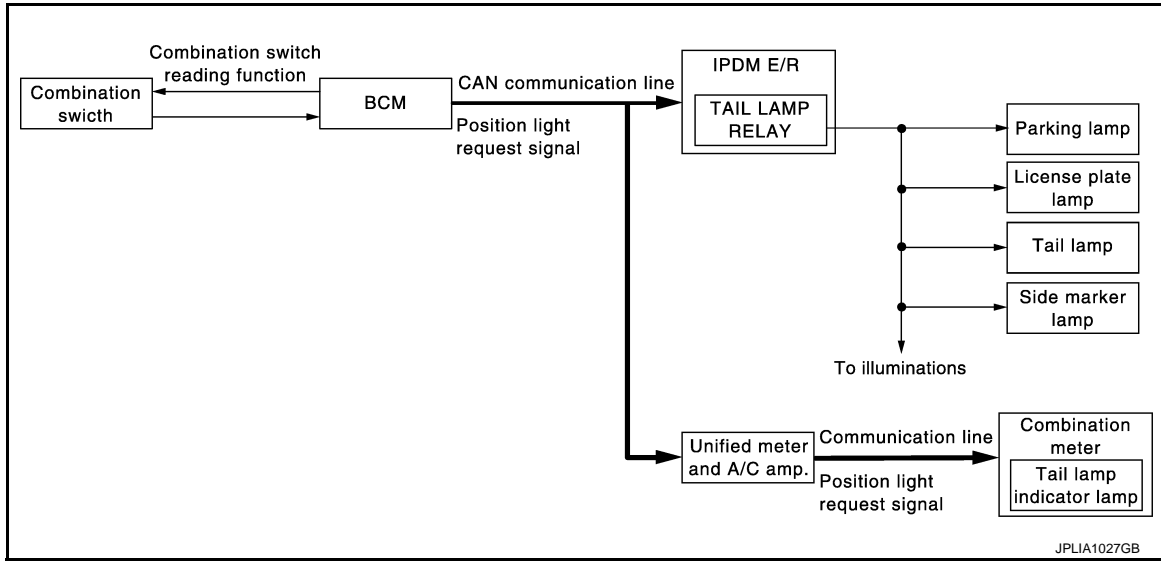 Combination switch
reading function
Combination
swicth
BCM
CAN communication line
Position light
request signal
IPDM E/R
TAIL LAMP
RELAY
Parking lamp
License plate
lamp
Tail lamp
Side marker
lamp
To illuminations
Unified meter
and A/C amp.
Communication line
Position light
request signal
Combination
meter
Tail lamp
indicator lamp
JPLIA1027GB